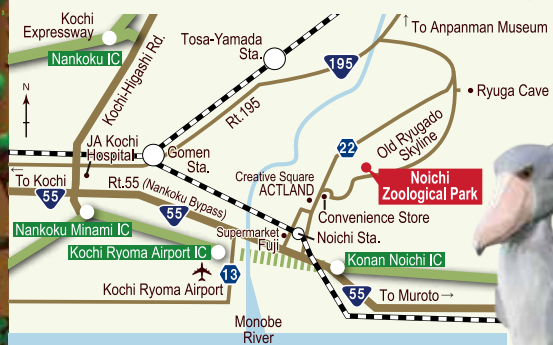 Kochi
Expressway
Nankoku IC
Kochi-Higashi Rd.
Tosa-Yamada
Sta.
↑To Anpanman Museum
195
Rt.195
Ryuga Cave
N
JA Kochi
Hospital
Gomen
Sta.
22
Old Ryugado
Skyline
Noichi
Zoological Park
←
To Kochi
55
Rt.55 (Nankoku Bypass)
55
Creative Square
ACTLAND
Convenience Store
Nankoku Minami IC
Supermarket
Fuji
Noichi Sta.
Kochi Ryoma Airport IC
Konan Noichi IC
13
Kochi Ryoma Airport
55
To Muroto→
Monobe
River